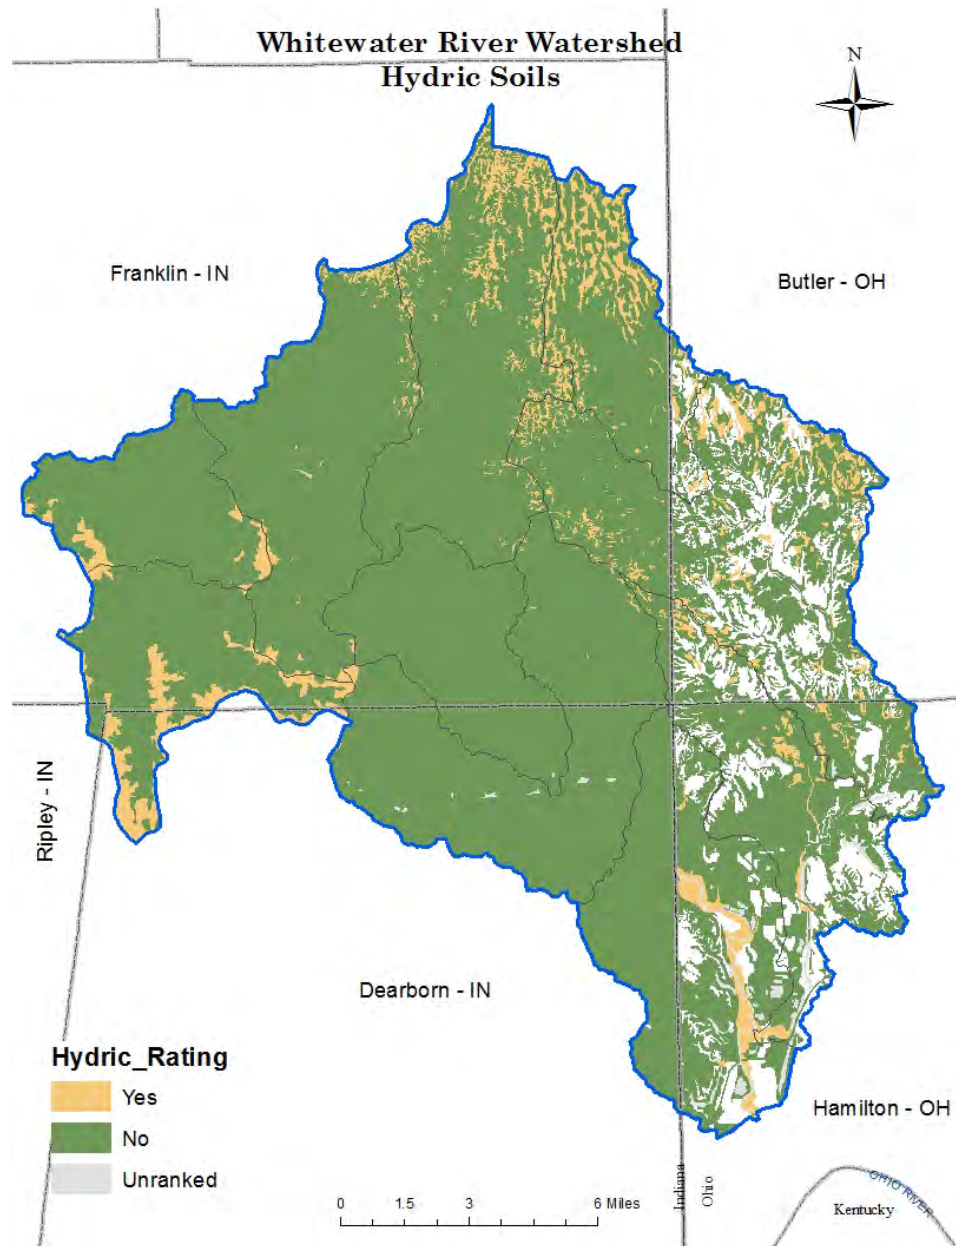 Whitewater River Watershed
Hydric Soils
N
Franklin - IN
Butler - OH
Ripley - IN
Dearborn - IN
Hydric_Rating
Yes
No
Unranked
Hamilton - OH
0 1.5 3 6 Miles
Indiana
Ohio
OHIO RIVER
Kentucky